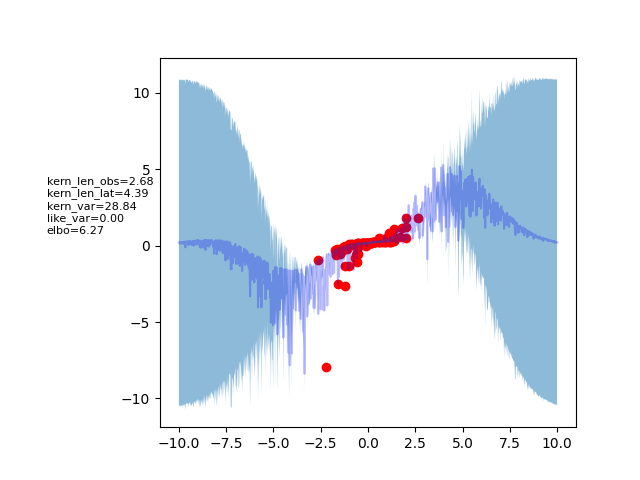 10
5
0
−5
−10
kern_len_obs=2.68
kern_len_lat=4.39
kern_var=28.84
like_var=0.00
elbo=6.27
−10.0 −7.5 −5.0 −2.5 0.0 2.5 5.0 7.5 10.0